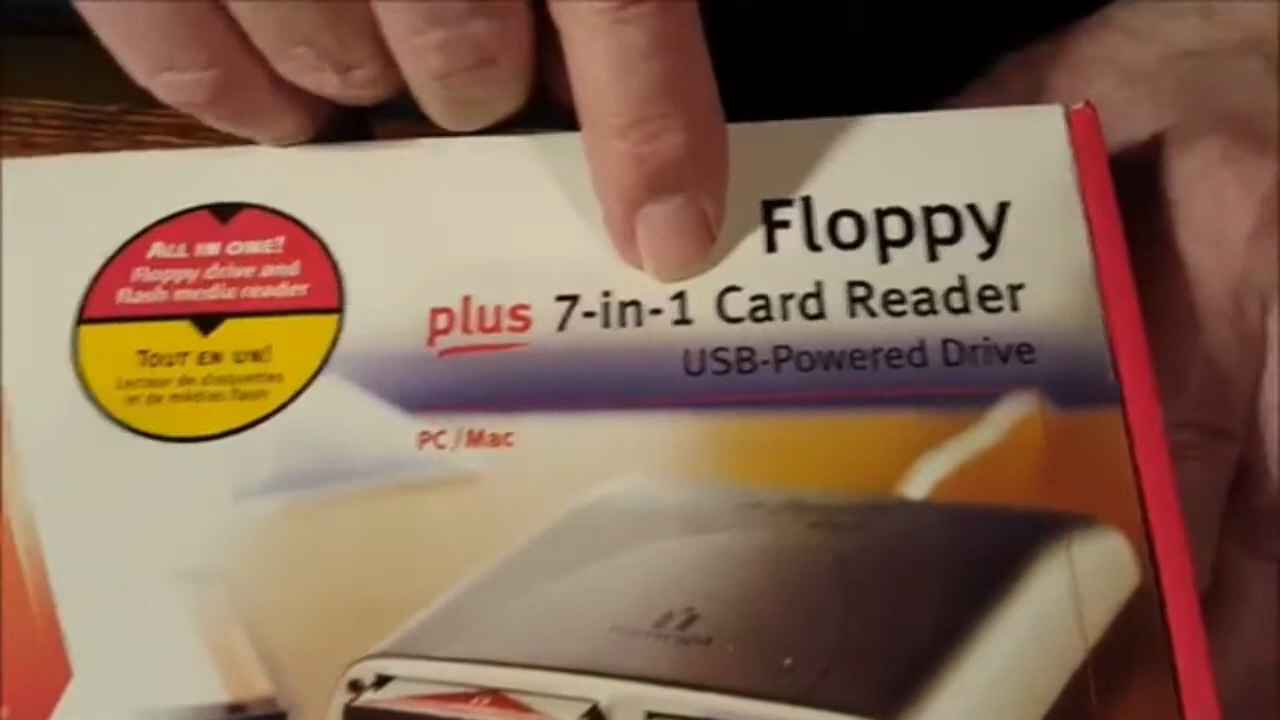 ALL IN ONE!
Floppy drive and
flash media reader
TOUT EN UN!
Lecteur de disquettes
et de médias flash
Floppy
plus 7-in-1 Card Reader
USB-Powered Drive
PC/Mac
iomega